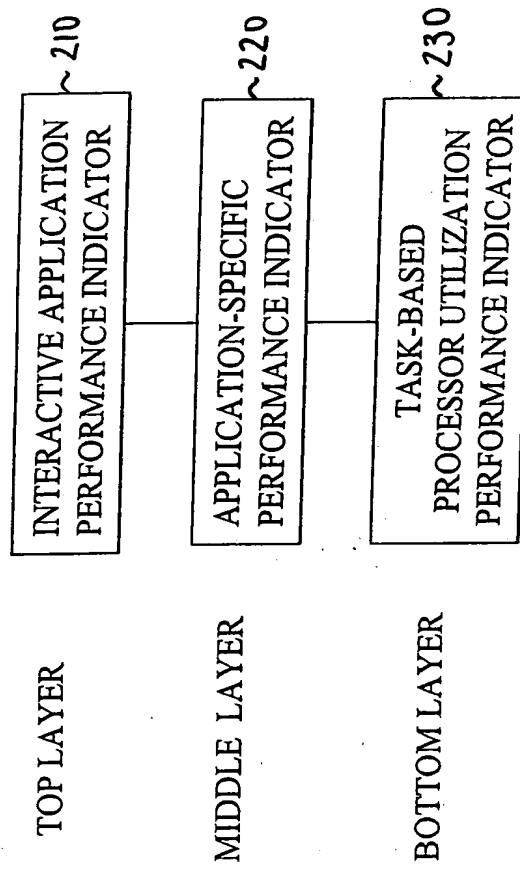 TOP LAYER
INTERACTIVE APPLICATION
PERFORMANCE INDICATOR
~210
MIDDLE LAYER
APPLICATION-SPECIFIC
PERFORMANCE INDICATOR
~220
BOTTOM LAYER
TASK-BASED
PROCESSOR UTILIZATION
PERFORMANCE INDICATOR
~230